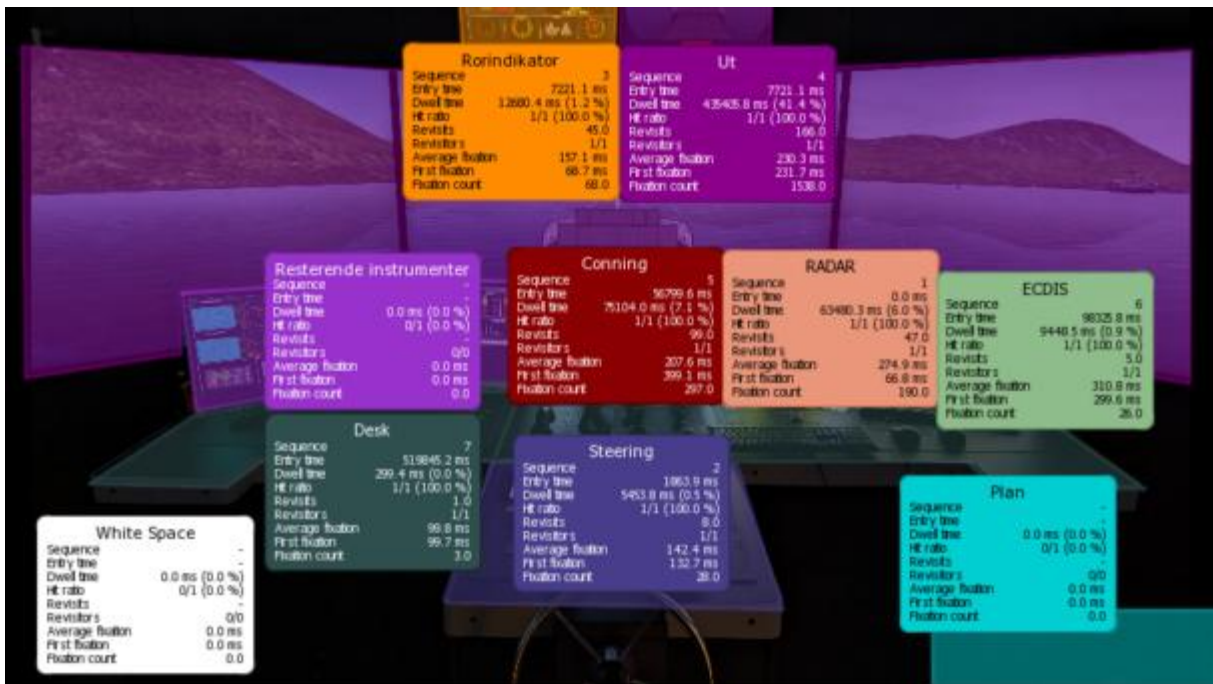 Rorindikator
Sequence 3
Entry time 7221.1 ms
Dwell time 12680.4 ms (1.2 %)
Hit ratio 1/1 (100.0 %)
Revisits 45.0
Revisitors 1/1
Average fixation 157.1 ms
First fixation 66.7 ms
Fixation count 68.0
Ut
Sequence 4
Entry time 7721.1 ms
Dwell time 435405.8 ms (41.4 %)
Hit ratio 1/1 (100.0 %)
Revisits 166.0
Revisitors 1/1
Average fixation 230.3 ms
First fixation 231.7 ms
Fixation count 1538.0
Resterende instrumenter
Sequence -
Entry time -
Dwell time 0.0 ms (0.0 %)
Hit ratio 0/1 (0.0 %)
Revisits -
Revisitors 0/0
Average fixation 0.0 ms
First fixation 0.0 ms
Fixation count 0.0
Conning
Sequence 5
Entry time 56799.6 ms
Dwell time 75104.0 ms (7.1 %)
Hit ratio 1/1 (100.0 %)
Revisits 99.0
Revisitors 1/1
Average fixation 207.6 ms
First fixation 399.1 ms
Fixation count 297.0
RADAR
Sequence 1
Entry time 0.0 ms
Dwell time 63480.3 ms (6.0 %)
Hit ratio 1/1 (100.0 %)
Revisits 47.0
Revisitors 1/1
Average fixation 274.9 ms
First fixation 66.8 ms
Fixation count 190.0
ECDIS
Sequence 6
Entry time 98325.8 ms
Dwell time 9448.5 ms (0.9 %)
Hit ratio 1/1 (100.0 %)
Revisits 5.0
Revisitors 1/1
Average fixation 310.8 ms
First fixation 299.6 ms
Fixation count 26.0
Desk
Sequence 7
Entry time 519845.2 ms
Dwell time 299.4 ms (0.0 %)
Hit ratio 1/1 (100.0 %)
Revisits 1.0
Revisitors 1/1
Average fixation 99.8 ms
First fixation 99.7 ms
Fixation count 3.0
Steering
Sequence 2
Entry time 1863.9 ms
Dwell time 5453.8 ms (0.5 %)
Hit ratio 1/1 (100.0 %)
Revisits 8.0
Revisitors 1/1
Average fixation 142.4 ms
First fixation 132.7 ms
Fixation count 28.0
Plan
Sequence -
Entry time -
Dwell time 0.0 ms (0.0 %)
Hit ratio 0/1 (0.0 %)
Revisits -
Revisitors 0/0
Average fixation 0.0 ms
First fixation 0.0 ms
Fixation count 0.0
White Space
Sequence -
Entry time -
Dwell time 0.0 ms (0.0 %)
Hit ratio 0/1 (0.0 %)
Revisits -
Revisitors 0/0
Average fixation 0.0 ms
First fixation 0.0 ms
Fixation count 0.0